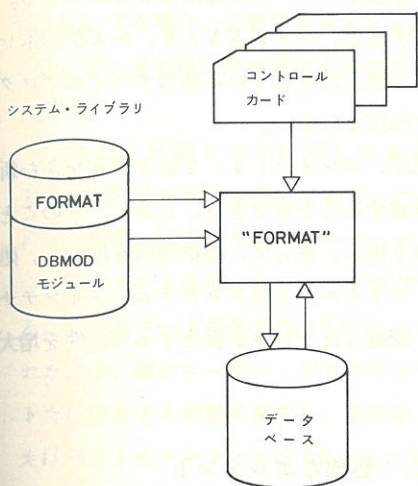 コントロール
カード
システム・ライブラリ
FORMAT
DBMOD
モジュール
"FORMAT"
データ
ベース